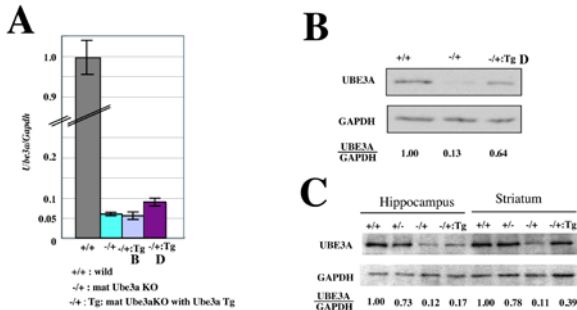 A
Ube3a/Gapdh
1.0
0.9
0.2
0.1
0.05
0
+/+ -/+ -/+:Tg -/+:Tg
B D
+/+ : wild
-/+ : mat Ube3a KO
-/+ : Tg: mat Ube3aKO with Ube3a Tg
B
+/+ -/+ -/+:Tg D
UBE3A
GAPDH
UBE3A
GAPDH
1.00 0.13 0.64
C
Hippocampus Striatum
+/+ +/- -/+ -/+:Tg +/+ +/- -/+ -/+:Tg
UBE3A
GAPDH
UBE3A
GAPDH
1.00 0.73 0.12 0.17 1.00 0.78 0.11 0.39